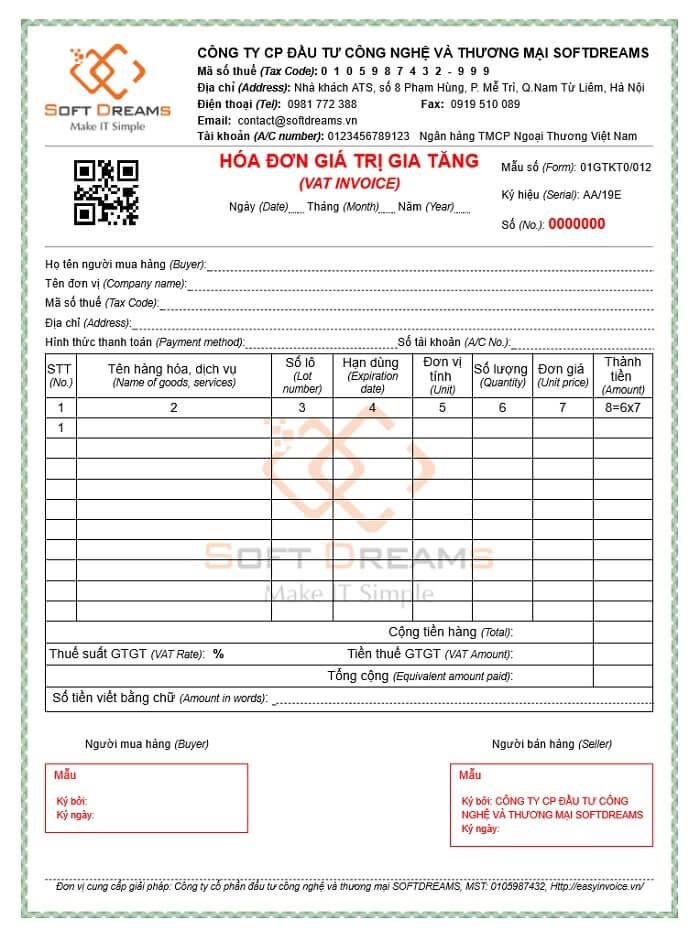 CÔNG TY CP ĐẦU TƯ CÔNG NGHỆ VÀ THƯƠNG MẠI SOFTDREAMS
Mã số thuế (Tax Code): 0 1 0 5 9 8 7 4 3 2 - 9 9 9
Địa chỉ (Address): Nhà khách ATS, số 8 Phạm Hùng, P. Mễ Trì, Q.Nam Từ Liêm, Hà Nội
Điện thoại (Tel): 0981 772 388 Fax: 0919 510 089
Email: contact@softdreams.vn
Tài khoản (A/C number): 0123456789123 Ngân hàng TMCP Ngoại Thương Việt Nam
SOFT DREAMS
Make IT Simple
HÓA ĐƠN GIÁ TRỊ GIA TĂNG
(VAT INVOICE)
Ngày (Date)..... Tháng (Month)..... Năm (Year).....
Mẫu số (Form): 01GTKT0/012
Ký hiệu (Serial): AA/19E
Số (No.): 0000000
Họ tên người mua hàng (Buyer):
Tên đơn vị (Company name):
Mã số thuế (Tax Code):
Địa chỉ (Address):
Hình thức thanh toán (Payment method): Số tài khoản (A/C No.):
STT (No.) Tên hàng hóa, dịch vụ (Name of goods, services) Số lô (Lot number) Hạn dùng (Expiration date) Đơn vị tính (Unit) Số lượng (Quantity) Đơn giá (Unit price) Thành tiền (Amount)
1 2 3 4 5 6 7 8=6x7
1
SOFT DREAMS
Make IT Simple
Cộng tiền hàng (Total):
Thuế suất GTGT (VAT Rate): % Tiền thuế GTGT (VAT Amount):
Tổng cộng (Equivalent amount paid):
Số tiền viết bằng chữ (Amount in words):
Người mua hàng (Buyer) Người bán hàng (Seller)
Mẫu
Ký bởi:
Ký ngày:
Mẫu
Ký bởi: CÔNG TY CP ĐẦU TƯ CÔNG
NGHỆ VÀ THƯƠNG MẠI SOFTDREAMS
Ký ngày:
Đơn vị cung cấp giải pháp: Công ty cổ phần đầu tư công nghệ và thương mại SOFTDREAMS, MST: 0105987432, Http://easyinvoice.vn/